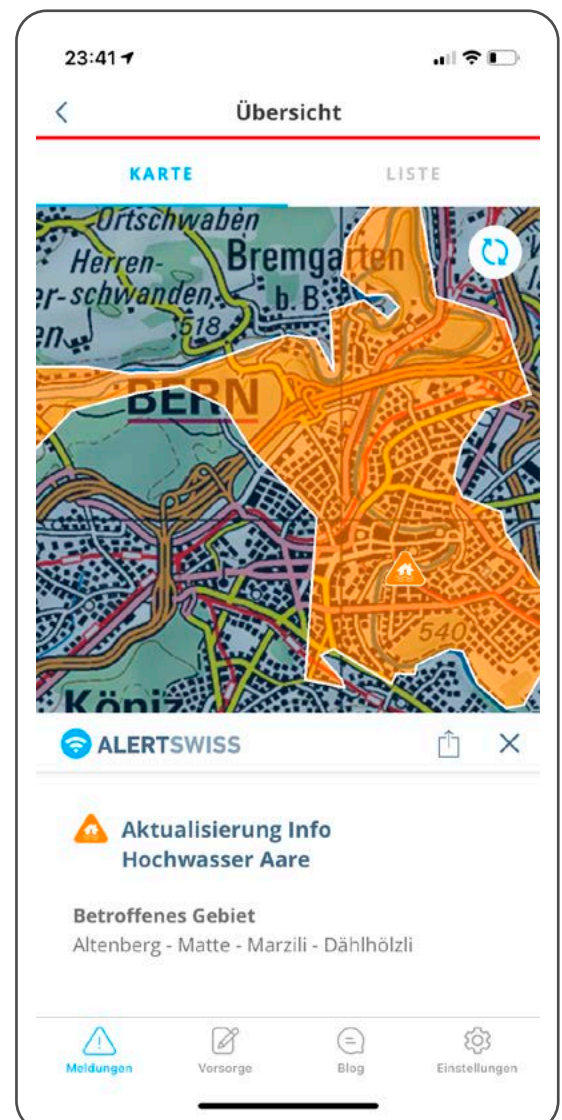 23:41
Übersicht
KARTE
LISTE
Ortschwaben
Herren-
schwanden
Bremgarten
b. B.
518
BERN
540
Köniz
ALERTSWISS
Aktualisierung Info
Hochwasser Aare
Betroffenes Gebiet
Altenberg - Matte - Marzili - Dählhölzli
Meldungen
Vorsorge
Blog
Einstellungen